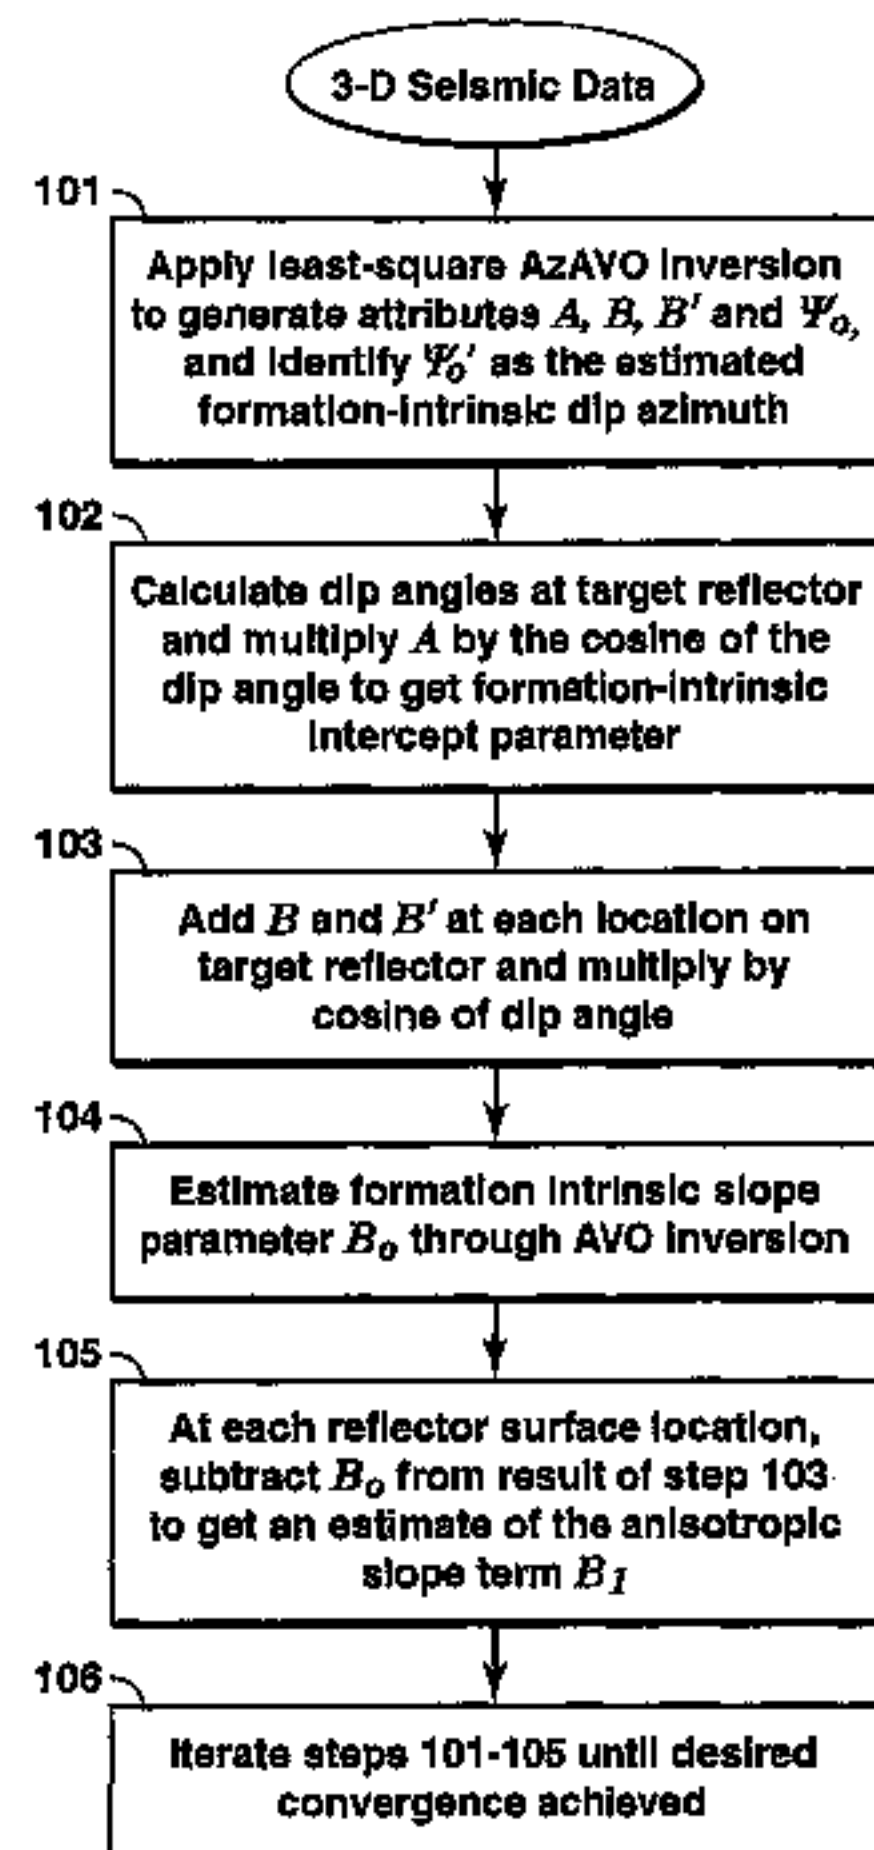 3-D Seismic Data
101
Apply least-square AzAVO inversion
to generate attributes A, B, B' and Ψo,
and identify Ψo' as the estimated
formation-intrinsic dip azimuth
102
Calculate dip angles at target reflector
and multiply A by the cosine of the
dip angle to get formation-intrinsic
intercept parameter
103
Add B and B' at each location on
target reflector and multiply by
cosine of dip angle
104
Estimate formation intrinsic slope
parameter Bo through AVO inversion
105
At each reflector surface location,
subtract Bo from result of step 103
to get an estimate of the anisotropic
slope term BI
106
Iterate steps 101-105 until desired
convergence achieved